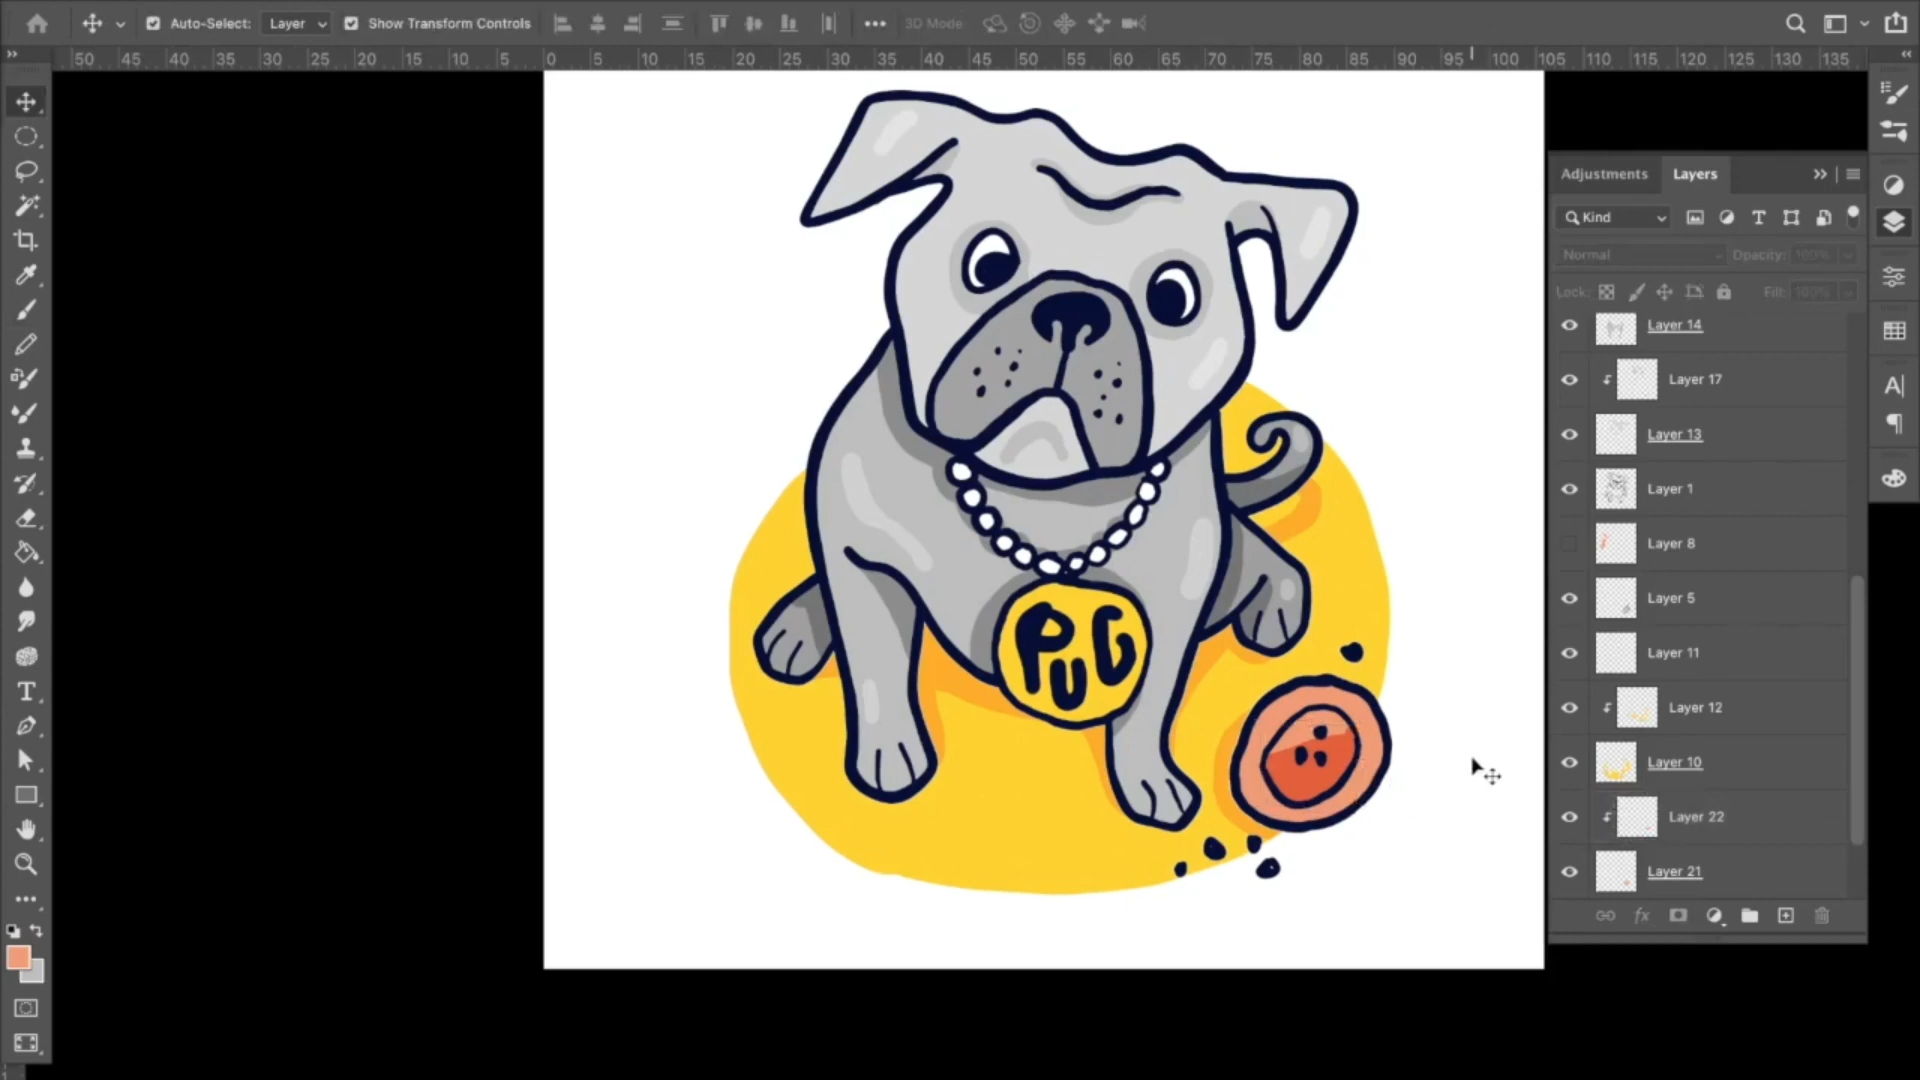 Auto-Select: Layer Show Transform Controls 3D Mode
50 45 40 35 30 25 20 15 10 5 0 5 10 15 20 25 30 35 40 45 50 55 60 65 70 75 80 85 90 95 100 105 110 115 120 125 130 135
Adjustments Layers
Kind
Normal Opacity: 100%
Lock: Fill: 100%
Layer 14
Layer 17
Layer 13
Layer 1
Layer 8
Layer 5
Layer 11
Layer 12
Layer 10
Layer 22
Layer 21
fx
PUG